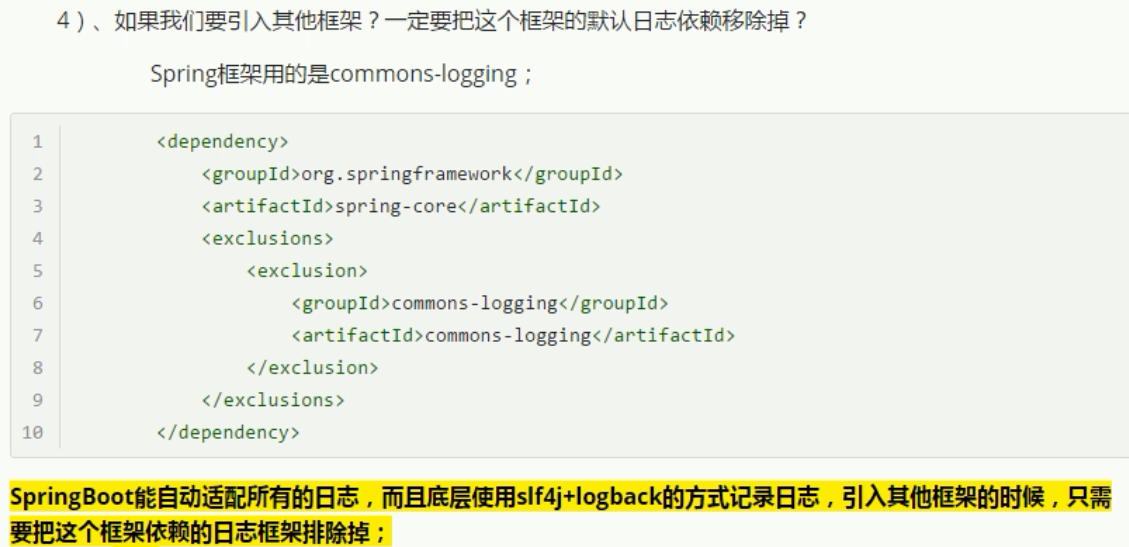 4）、如果我们要引入其他框架？一定要把这个框架的默认日志依赖移除掉？
Spring框架用的是commons-logging；
1 <dependency>
2 <groupId>org.springframework</groupId>
3 <artifactId>spring-core</artifactId>
4 <exclusions>
5 <exclusion>
6 <groupId>commons-logging</groupId>
7 <artifactId>commons-logging</artifactId>
8 </exclusion>
9 </exclusions>
10 </dependency>
SpringBoot能自动适配所有的日志，而且底层使用slf4j+logback的方式记录日志，引入其他框架的时候，只需
要把这个框架依赖的日志框架排除掉；